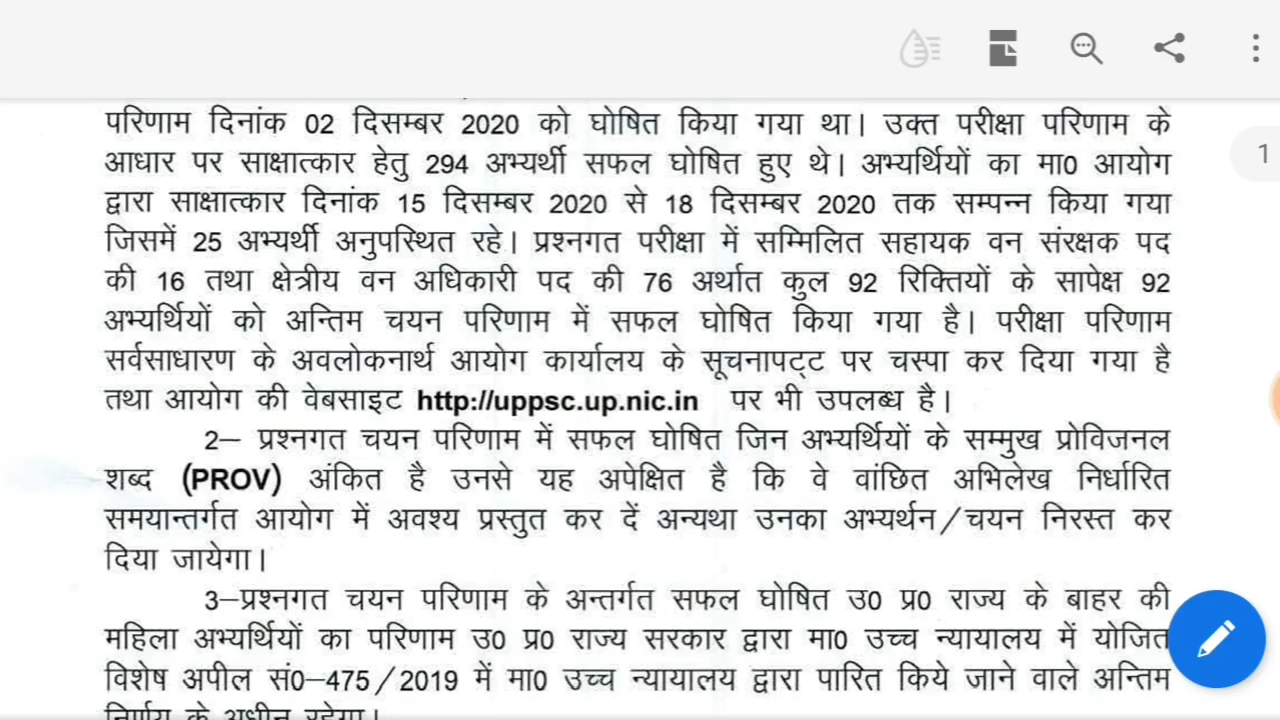 1
परिणाम दिनांक 02 दिसम्बर 2020 को घोषित किया गया था। उक्त परीक्षा परिणाम के
आधार पर साक्षात्कार हेतु 294 अभ्यर्थी सफल घोषित हुए थे। अभ्यर्थियों का मा0 आयोग
द्वारा साक्षात्कार दिनांक 15 दिसम्बर 2020 से 18 दिसम्बर 2020 तक सम्पन्न किया गया
जिसमें 25 अभ्यर्थी अनुपस्थित रहे। प्रश्नगत परीक्षा में सम्मिलित सहायक वन संरक्षक पद
की 16 तथा क्षेत्रीय वन अधिकारी पद की 76 अर्थात कुल 92 रिक्तियों के सापेक्ष 92
अभ्यर्थियों को अन्तिम चयन परिणाम में सफल घोषित किया गया है। परीक्षा परिणाम
सर्वसाधारण के अवलोकनार्थ आयोग कार्यालय के सूचनापट्ट पर चस्पा कर दिया गया है
तथा आयोग की वेबसाइट http://uppsc.up.nic.in पर भी उपलब्ध है।
2– प्रश्नगत चयन परिणाम में सफल घोषित जिन अभ्यर्थियों के सम्मुख प्रोविजनल
शब्द (PROV) अंकित है उनसे यह अपेक्षित है कि वे वांछित अभिलेख निर्धारित
समयान्तर्गत आयोग में अवश्य प्रस्तुत कर दें अन्यथा उनका अभ्यर्थन/चयन निरस्त कर
दिया जायेगा।
3–प्रश्नगत चयन परिणाम के अन्तर्गत सफल घोषित उ0 प्र0 राज्य के बाहर की
महिला अभ्यर्थियों का परिणाम उ0 प्र0 राज्य सरकार द्वारा मा0 उच्च न्यायालय में योजित
विशेष अपील सं0–475/2019 में मा0 उच्च न्यायालय द्वारा पारित किये जाने वाले अन्तिम
निर्णय के अधीन रहेगा।